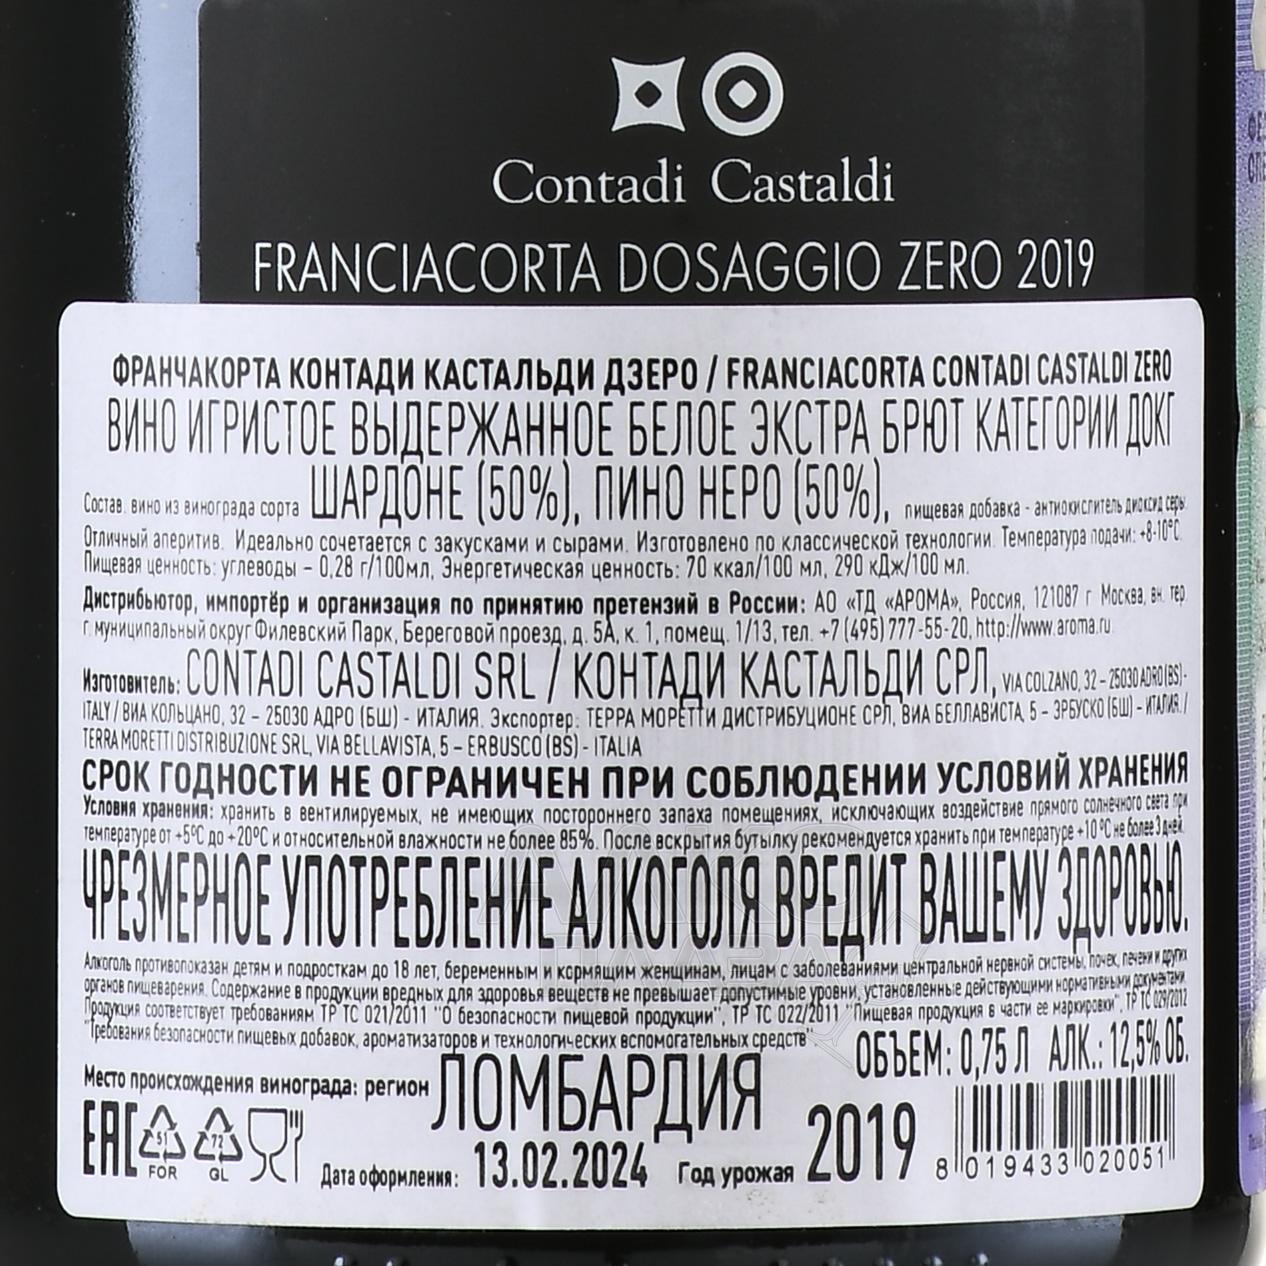 Contadi Castaldi
FRANCIACORTA DOSAGGIO ZERO 2019
ФРАНЧАКОРТА КОНТАДИ КАСТАЛЬДИ ДЗЕРО / FRANCIACORTA CONTADI CASTALDI ZERO
ВИНО ИГРИСТОЕ ВЫДЕРЖАННОЕ БЕЛОЕ ЭКСТРА БРЮТ КАТЕГОРИИ ДОКГ
Состав: вино из винограда сорта ШАРДОНЕ (50%), ПИНО НЕРО (50%), пищевая добавка - антиокислитель диоксид серы.
Отличный аперитив. Идеально сочетается с закусками и сырами. Изготовлено по классической технологии. Температура подачи: +8-10°С.
Пищевая ценность: углеводы – 0,28 г/100мл, Энергетическая ценность: 70 ккал/100 мл, 290 кДж/100 мл.
Дистрибьютор, импортёр и организация по принятию претензий в России: АО «ТД «АРОМА», Россия, 121087 г. Москва, вн. тер.
г. муниципальный округ Филевский Парк, Береговой проезд, д. 5А, к. 1, помещ. 1/13, тел. +7 (495) 777-55-20, http://www.aroma.ru.
Изготовитель: CONTADI CASTALDI SRL / КОНТАДИ КАСТАЛЬДИ СРЛ, VIA COLZANO, 32 – 25030 ADRO (BS) -
ITALY / ВИА КОЛЬЦАНО, 32 – 25030 АДРО (БШ) - ИТАЛИЯ. Экспортер: ТЕРРА МОРЕТТИ ДИСТРИБУЦИОНЕ СРЛ, ВИА БЕЛЛАВИСТА, 5 – ЭРБУСКО (БШ) – ИТАЛИЯ. /
TERRA MORETTI DISTRIBUZIONE SRL, VIA BELLAVISTA, 5 – ERBUSCO (BS) - ITALIA
СРОК ГОДНОСТИ НЕ ОГРАНИЧЕН ПРИ СОБЛЮДЕНИИ УСЛОВИЙ ХРАНЕНИЯ
Условия хранения: хранить в вентилируемых, не имеющих постороннего запаха помещениях, исключающих воздействие прямого солнечного света при
температуре от +5°С до +20°С и относительной влажности не более 85%. После вскрытия бутылку рекомендуется хранить при температуре +10 °С не более 3 дней.
ЧРЕЗМЕРНОЕ УПОТРЕБЛЕНИЕ АЛКОГОЛЯ ВРЕДИТ ВАШЕМУ ЗДОРОВЬЮ.
Алкоголь противопоказан детям и подросткам до 18 лет, беременным и кормящим женщинам, лицам с заболеваниями центральной нервной системы, почек, печени и других
органов пищеварения. Содержание в продукции вредных для здоровья веществ не превышает допустимые уровни, установленные действующими нормативными документами.
Продукция соответствует требованиям ТР ТС 021/2011 "О безопасности пищевой продукции", ТР ТС 022/2011 "Пищевая продукция в части ее маркировки", ТР ТС 029/2012
"Требования безопасности пищевых добавок, ароматизаторов и технологических вспомогательных средств".
ОБЪЕМ: 0,75 Л АЛК.: 12,5% ОБ.
Место происхождения винограда: регион ЛОМБАРДИЯ
EAC 51 FOR 72 GL
Дата оформления: 13.02.2024 Год урожая 2019
8 019433 020051